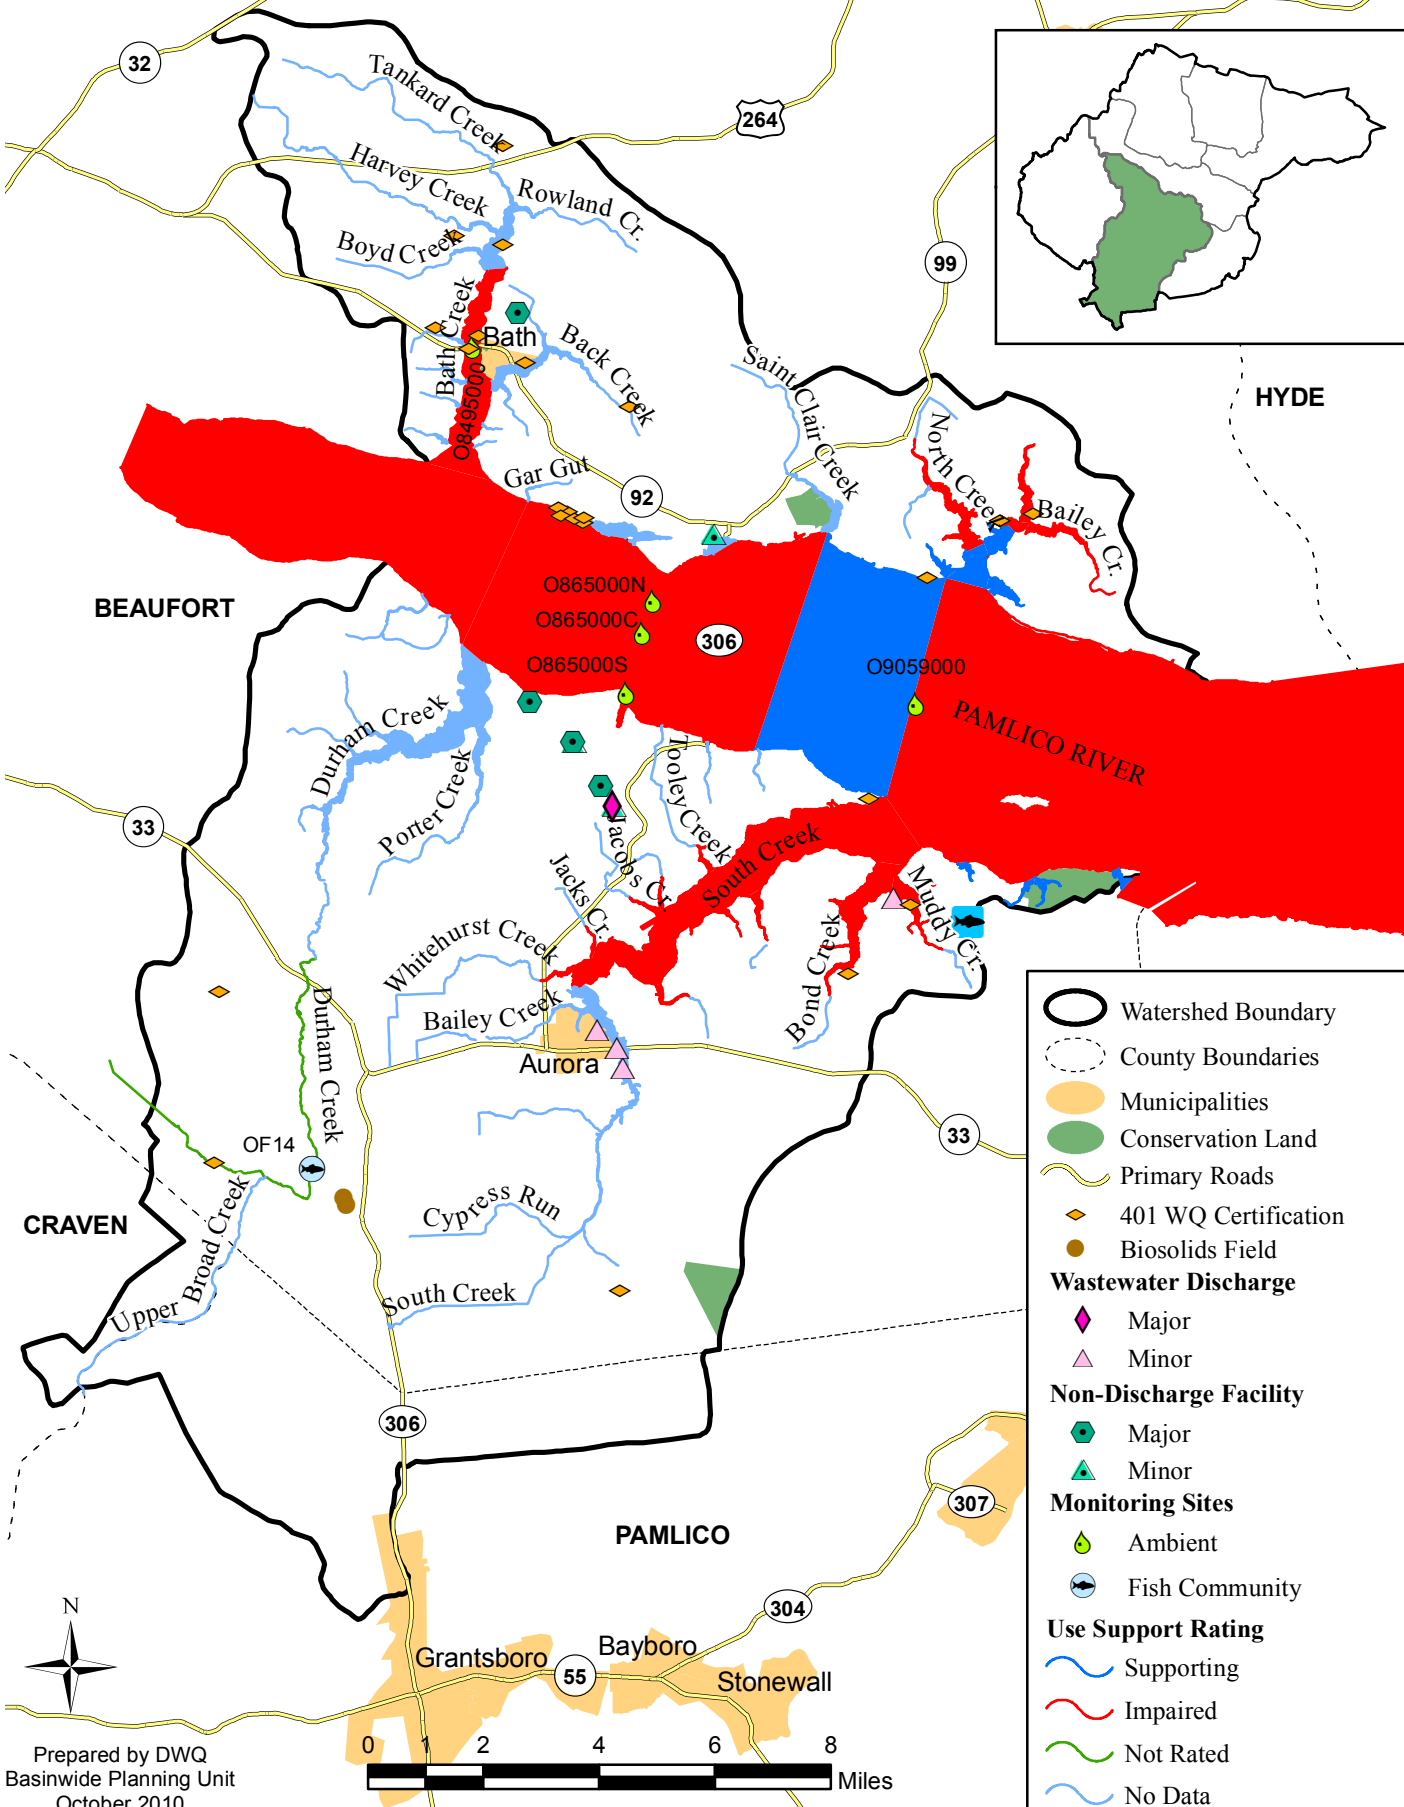 32
264
Tankard Creek
Harvey Creek
Rowland Cr.
Boyd Creek
99
Bath Creek
Bath
Back Creek
O8495000
Saint Clair Creek
HYDE
North Creek
Bailey Cr.
Gar Gut
92
BEAUFORT
O865000N
O865000C
306
O865000S
O9059000
PAMLICO RIVER
Durham Creek
Porter Creek
Tooley Creek
33
Jacobs Cr.
Jacks Cr.
South Creek
Muddy Cr.
Bond Creek
Whitehurst Creek
Bailey Creek
Durham Creek
Aurora
33
OF14
CRAVEN
Upper Broad Creek
Cypress Run
South Creek
306
307
PAMLICO
304
Grantsboro
Bayboro
55
Stonewall
Watershed Boundary
County Boundaries
Municipalities
Conservation Land
Primary Roads
401 WQ Certification
Biosolids Field
Wastewater Discharge
Major
Minor
Non-Discharge Facility
Major
Minor
Monitoring Sites
Ambient
Fish Community
Use Support Rating
Supporting
Impaired
Not Rated
No Data
N
0 1 2 4 6 8
Miles
Prepared by DWQ
Basinwide Planning Unit
October 2010